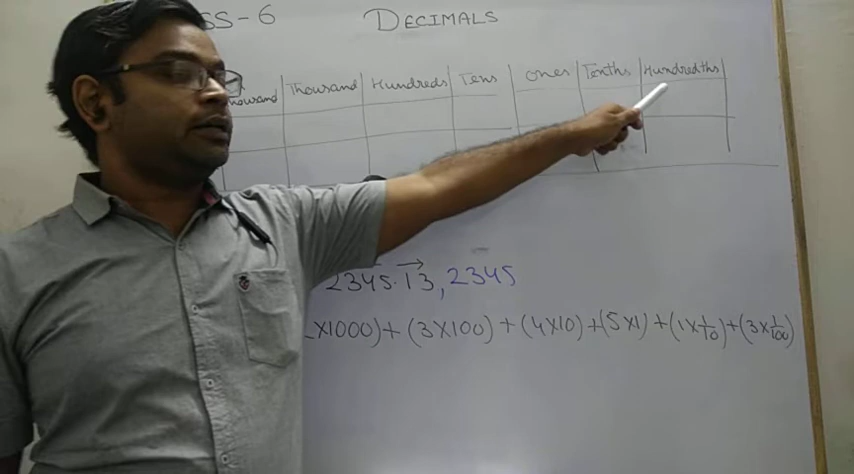 SS-6 DECIMALS
housand Thousand Hundreds Tens Ones Tenths Hundredths
2345.13, 2345
X1000) + (3X100) + (4X10) + (5X1) + (1X1/10) + (3X1/100)